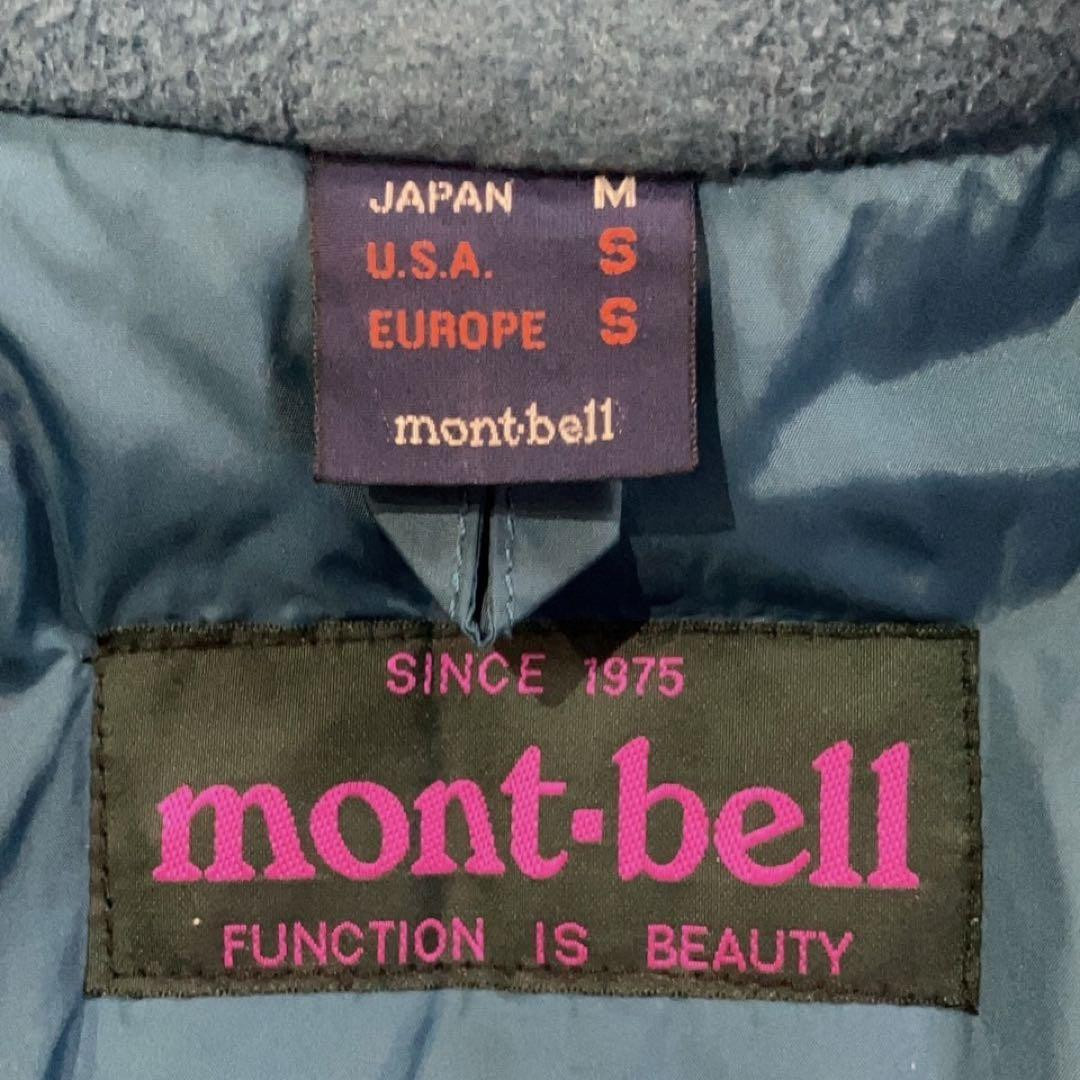 JAPAN M
U.S.A. S
EUROPE S
mont-bell
SINCE 1975
mont-bell
FUNCTION IS BEAUTY